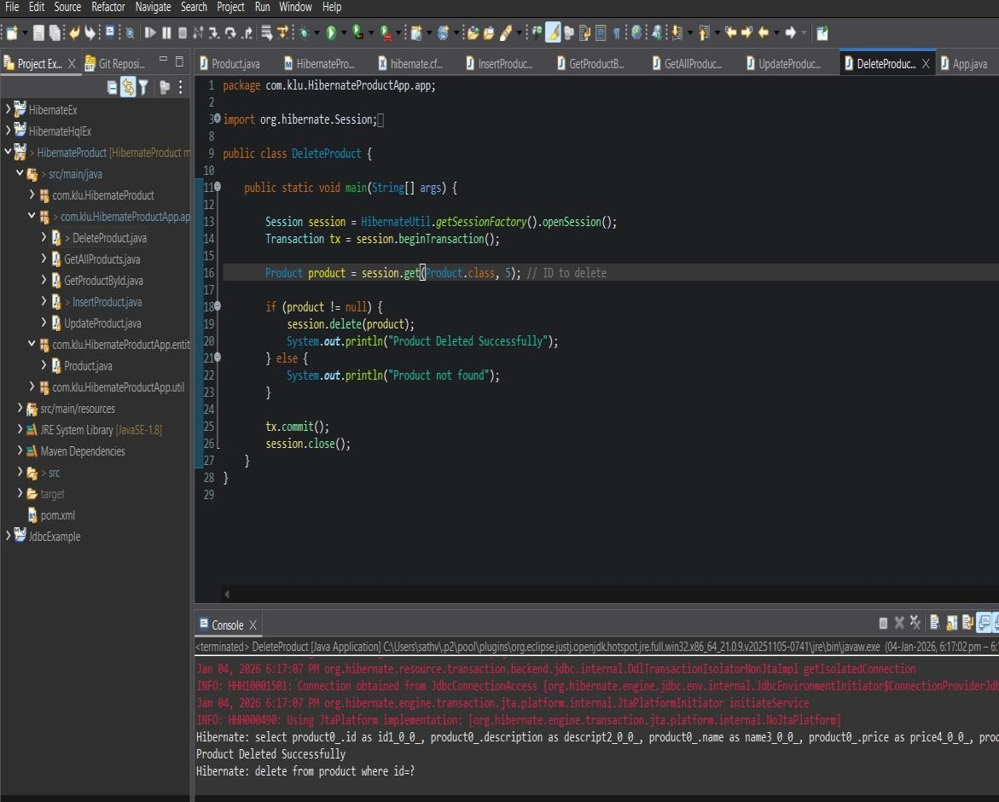 File Edit Source Refactor Navigate Search Project Run Window Help
Project Ex...
Git Reposi...
Product.java
HibernatePro...
hibernate.cf...
InsertProduc...
GetProductB...
GetAllProduc...
UpdateProduc...
DeleteProduc...
App.java
HibernateEx
HibernateHqlEx
> HibernateProduct [HibernateProduct m
> src/main/java
com.klu.HibernateProduct
> com.klu.HibernateProductApp.ap
> DeleteProduct.java
GetAllProducts.java
GetProductById.java
> InsertProduct.java
UpdateProduct.java
com.klu.HibernateProductApp.entit
Product.java
com.klu.HibernateProductApp.util
src/main/resources
JRE System Library [JavaSE-1.8]
Maven Dependencies
> src
target
pom.xml
JdbcExample
1 package com.klu.HibernateProductApp.app;
2
3 import org.hibernate.Session;
8
9 public class DeleteProduct {
10
11 public static void main(String[] args) {
12
13 Session session = HibernateUtil.getSessionFactory().openSession();
14 Transaction tx = session.beginTransaction();
15
16 Product product = session.get(Product.class, 5); // ID to delete
17
18 if (product != null) {
19 session.delete(product);
20 System.out.println("Product Deleted Successfully");
21 } else {
22 System.out.println("Product not found");
23 }
24
25 tx.commit();
26 session.close();
27 }
28 }
29
Console
<terminated> DeleteProduct [Java Application] C:\Users\sathv\.p2\pool\plugins\org.eclipse.justj.openjdk.hotspot.jre.full.win32.x86_64_21.0.9.v20251105-0741\jre\bin\javaw.exe (04-Jan-2026, 6:17:02 pm – 6:
Jan 04, 2026 6:17:07 PM org.hibernate.resource.transaction.backend.jdbc.internal.DdlTransactionIsolatorNonJtaImpl getIsolatedConnection
INFO: HHH10001501: Connection obtained from JdbcConnectionAccess [org.hibernate.engine.jdbc.env.internal.JdbcEnvironmentInitiator$ConnectionProviderJdb
Jan 04, 2026 6:17:07 PM org.hibernate.engine.transaction.jta.platform.internal.JtaPlatformInitiator initiateService
INFO: HHH000490: Using JtaPlatform implementation: [org.hibernate.engine.transaction.jta.platform.internal.NoJtaPlatform]
Hibernate: select product0_.id as id1_0_0_, product0_.description as descript2_0_0_, product0_.name as name3_0_0_, product0_.price as price4_0_0_, prod
Product Deleted Successfully
Hibernate: delete from product where id=?